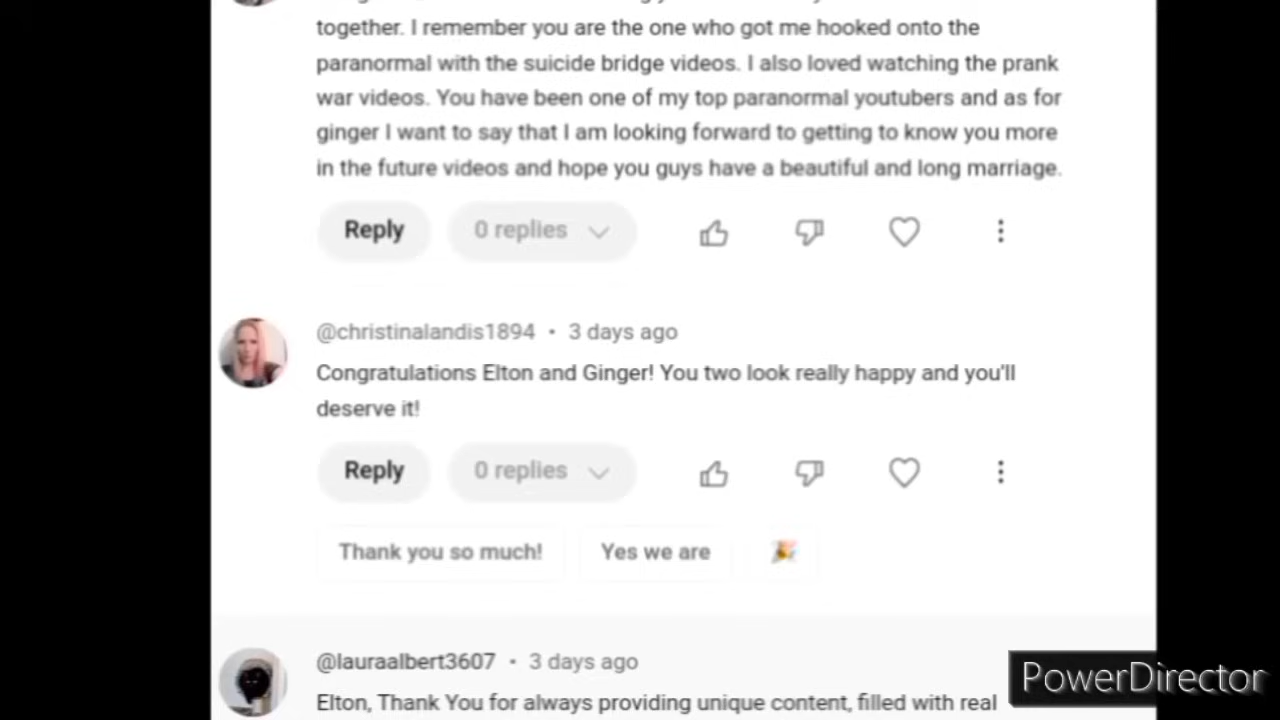 together. I remember you are the one who got me hooked onto the
paranormal with the suicide bridge videos. I also loved watching the prank
war videos. You have been one of my top paranormal youtubers and as for
ginger I want to say that I am looking forward to getting to know you more
in the future videos and hope you guys have a beautiful and long marriage.
Reply 0 replies
@christinalandis1894 • 3 days ago
Congratulations Elton and Ginger! You two look really happy and you'll
deserve it!
Reply 0 replies
Thank you so much! Yes we are 🎉
@lauraalbert3607 • 3 days ago
Elton, Thank You for always providing unique content, filled with real
PowerDirector